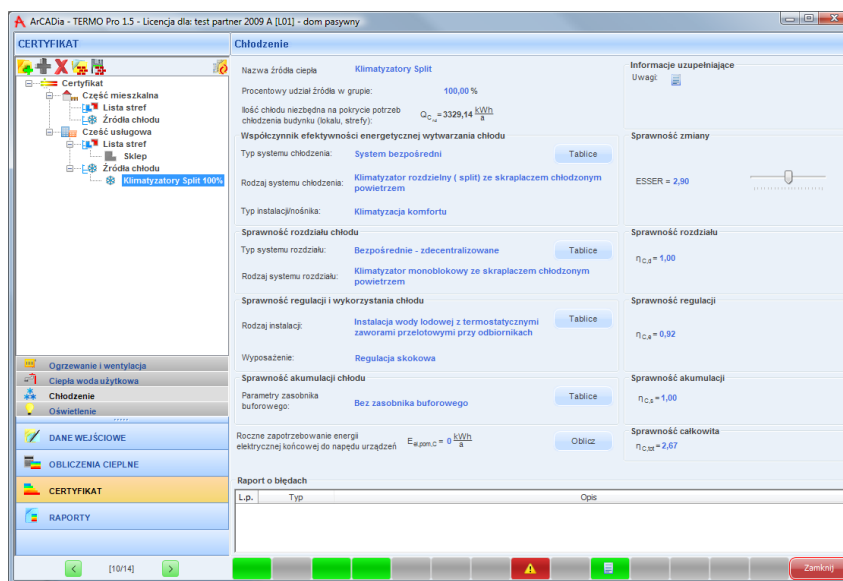 ArCADia - TERMO Pro 1.5 - Licencja dla: test partner 2009 A [L01] - dom pasywny
CERTYFIKAT
Certyfikat
Część mieszkalna
Lista stref
Źródła chłodu
Cześć usługowa
Lista stref
Sklep
Źródła chłodu
Klimatyzatory Split 100%
Ogrzewanie i wentylacja
Ciepła woda użytkowa
Chłodzenie
Oświetlenie
DANE WEJŚCIOWE
OBLICZENIA CIEPLNE
CERTYFIKAT
RAPORTY
[10/14]
Chłodzenie
Nazwa źródła ciepła Klimatyzatory Split
Procentowy udział źródła w grupie: 100,00 %
Ilość chłodu niezbędna na pokrycie potrzeb
chłodzenia budynku (lokalu, strefy): Q C,nd =3329,14 kWh/a
Informacje uzupełniające
Uwagi:
Współczynnik efektywności energetycznej wytwarzania chłodu
Typ systemu chłodzenia: System bezpośredni Tablice
Rodzaj systemu chłodzenia: Klimatyzator rozdzielny ( split) ze skraplaczem chłodzonym
powietrzem
Typ instalacji/nośnika: Klimatyzacja komfortu
Sprawność zmiany
ESSER = 2,90
Sprawność rozdziału chłodu
Typ systemu rozdziału: Bezpośrednie - zdecentralizowane Tablice
Rodzaj systemu rozdziału: Klimatyzator monoblokowy ze skraplaczem chłodzonym
powietrzem
Sprawność rozdziału
η C,d = 1,00
Sprawność regulacji i wykorzystania chłodu
Rodzaj instalacji: Instalacja wody lodowej z termostatycznymi
zaworami przelotowymi przy odbiornikach Tablice
Wyposażenie: Regulacja skokowa
Sprawność regulacji
η C,e = 0,92
Sprawność akumulacji chłodu
Parametry zasobnika
buforowego: Bez zasobnika buforowego Tablice
Sprawność akumulacji
η C,s = 1,00
Roczne zapotrzebowanie energii
elektrycznej końcowej do napędu urządzeń E el,pom,C = 0 kWh/a Oblicz
Sprawność całkowita
η C,tot = 2,67
Raport o błędach
L.p. Typ Opis
Zamknij